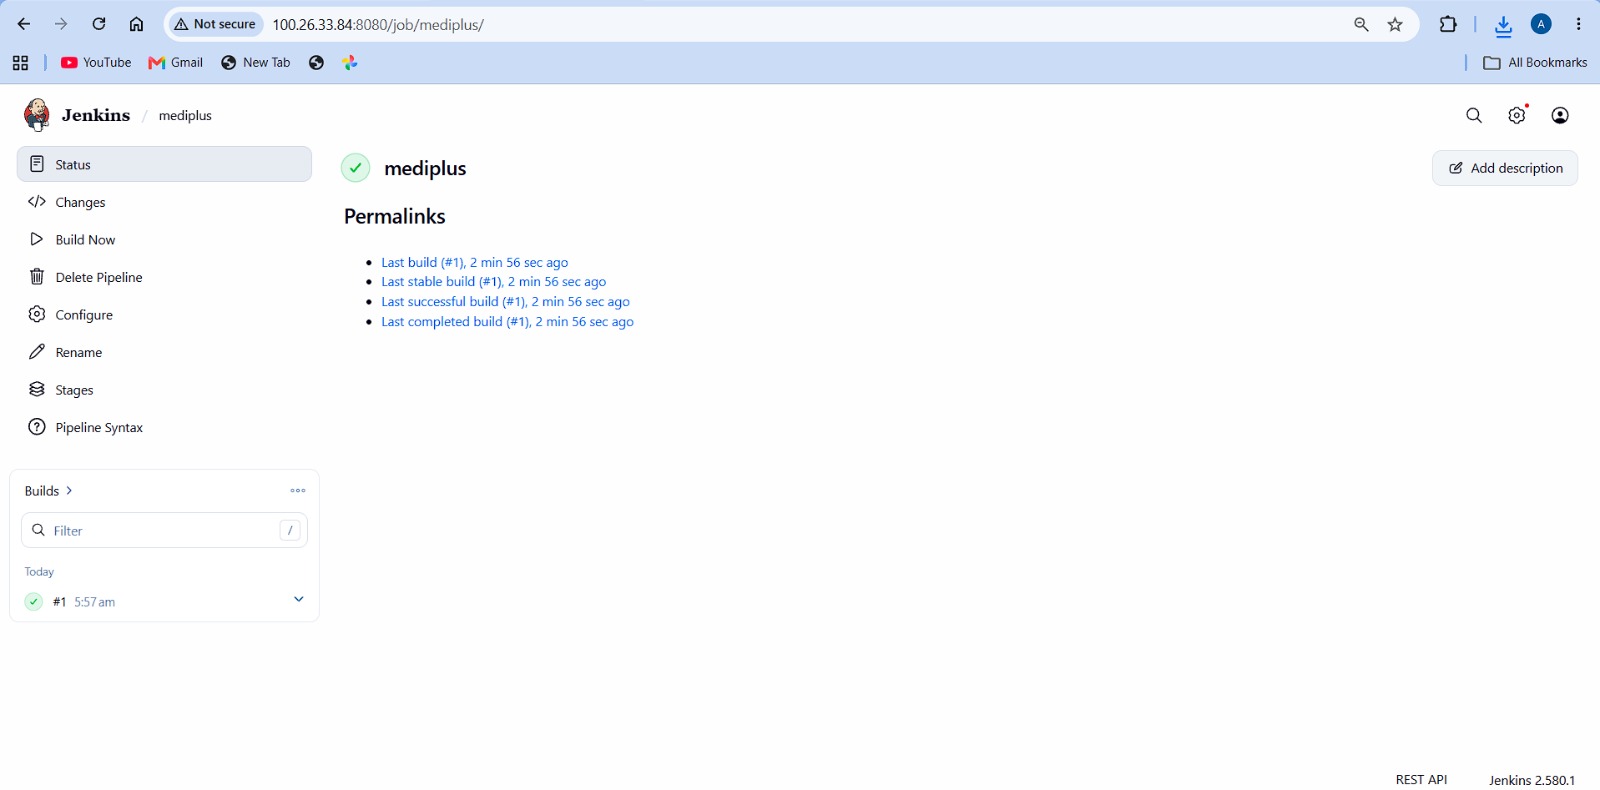 Not secure 100.26.33.84:8080/job/mediplus/ A
YouTube Gmail New Tab All Bookmarks
Jenkins / mediplus
Status
Changes
Build Now
Delete Pipeline
Configure
Rename
Stages
Pipeline Syntax
Builds
Filter /
Today
#1 5:57 am
mediplus
Add description
Permalinks
Last build (#1), 2 min 56 sec ago
Last stable build (#1), 2 min 56 sec ago
Last successful build (#1), 2 min 56 sec ago
Last completed build (#1), 2 min 56 sec ago
REST API Jenkins 2.580.1